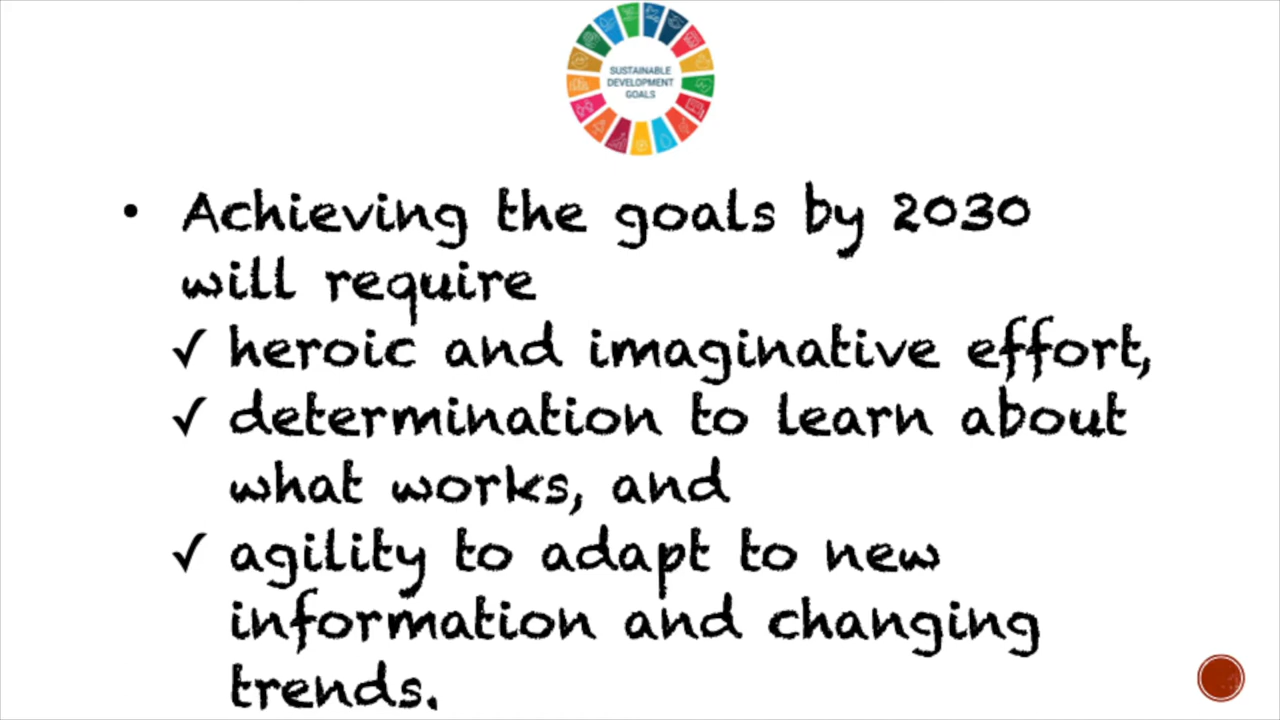 SUSTAINABLE
DEVELOPMENT
GOALS
• Achieving the goals by 2030
will require
✓ heroic and imaginative effort,
✓ determination to learn about
what works, and
✓ agility to adapt to new
information and changing
trends.